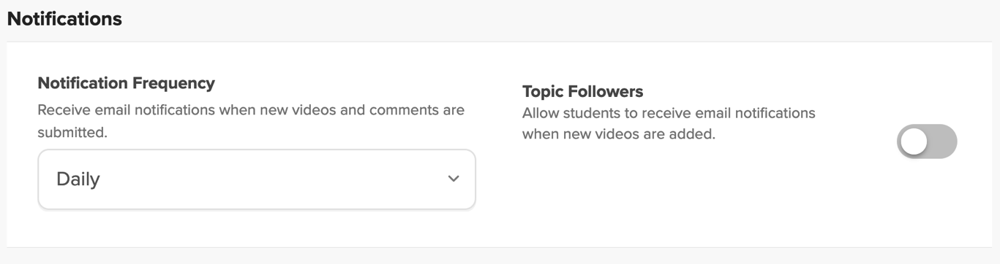 Notifications
Notification Frequency
Receive email notifications when new videos and comments are
submitted.
Daily
Topic Followers
Allow students to receive email notifications
when new videos are added.